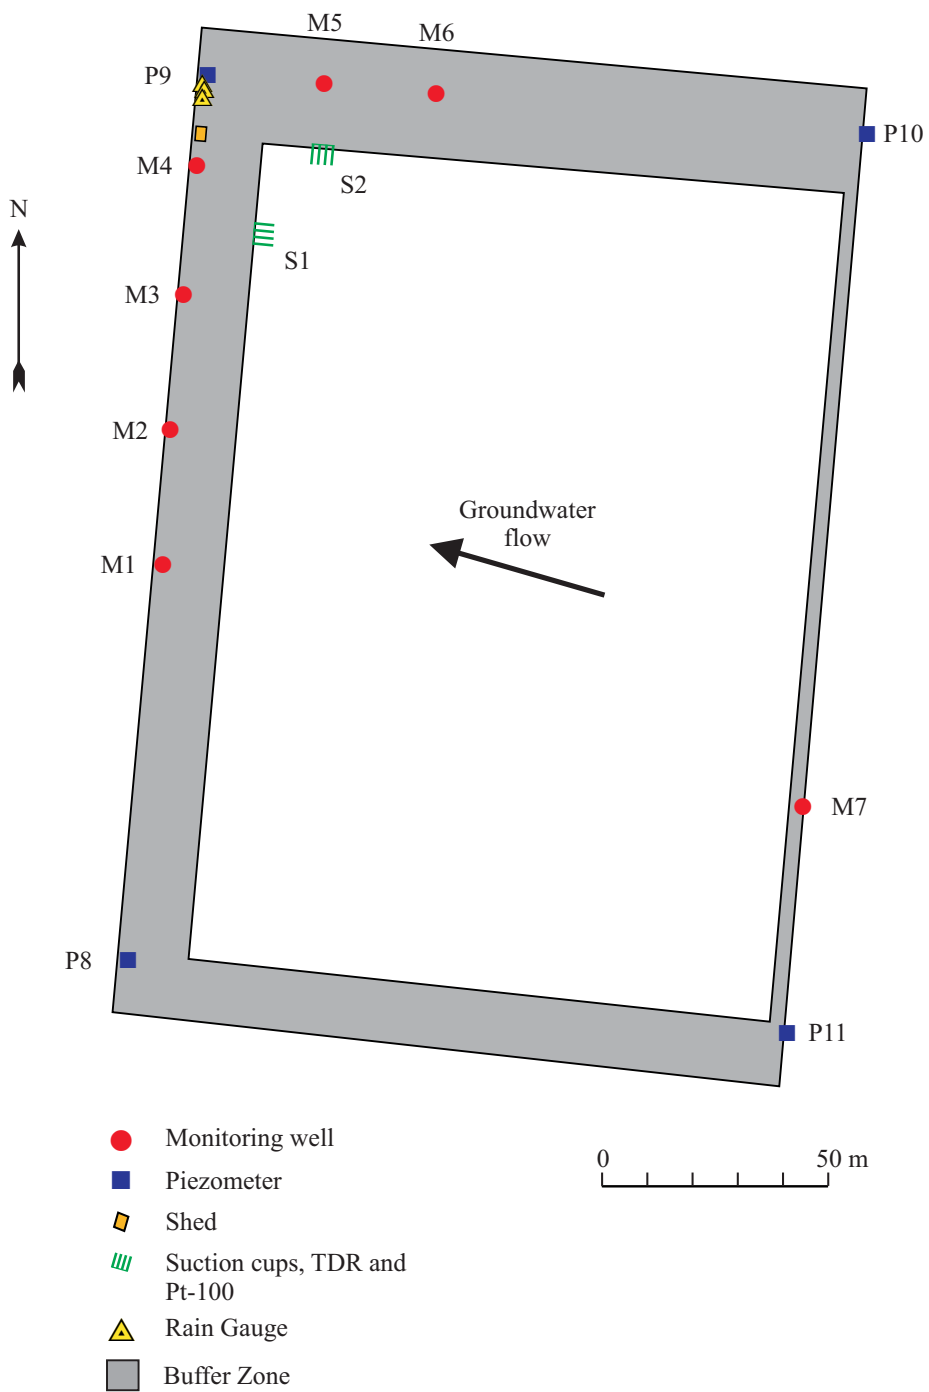 M5
M6
P9
P10
M4
S2
N
S1
M3
M2
Groundwater
flow
M1
M7
P8
P11
Monitoring well
0 50 m
Piezometer
Shed
Suction cups, TDR and
Pt-100
Rain Gauge
Buffer Zone